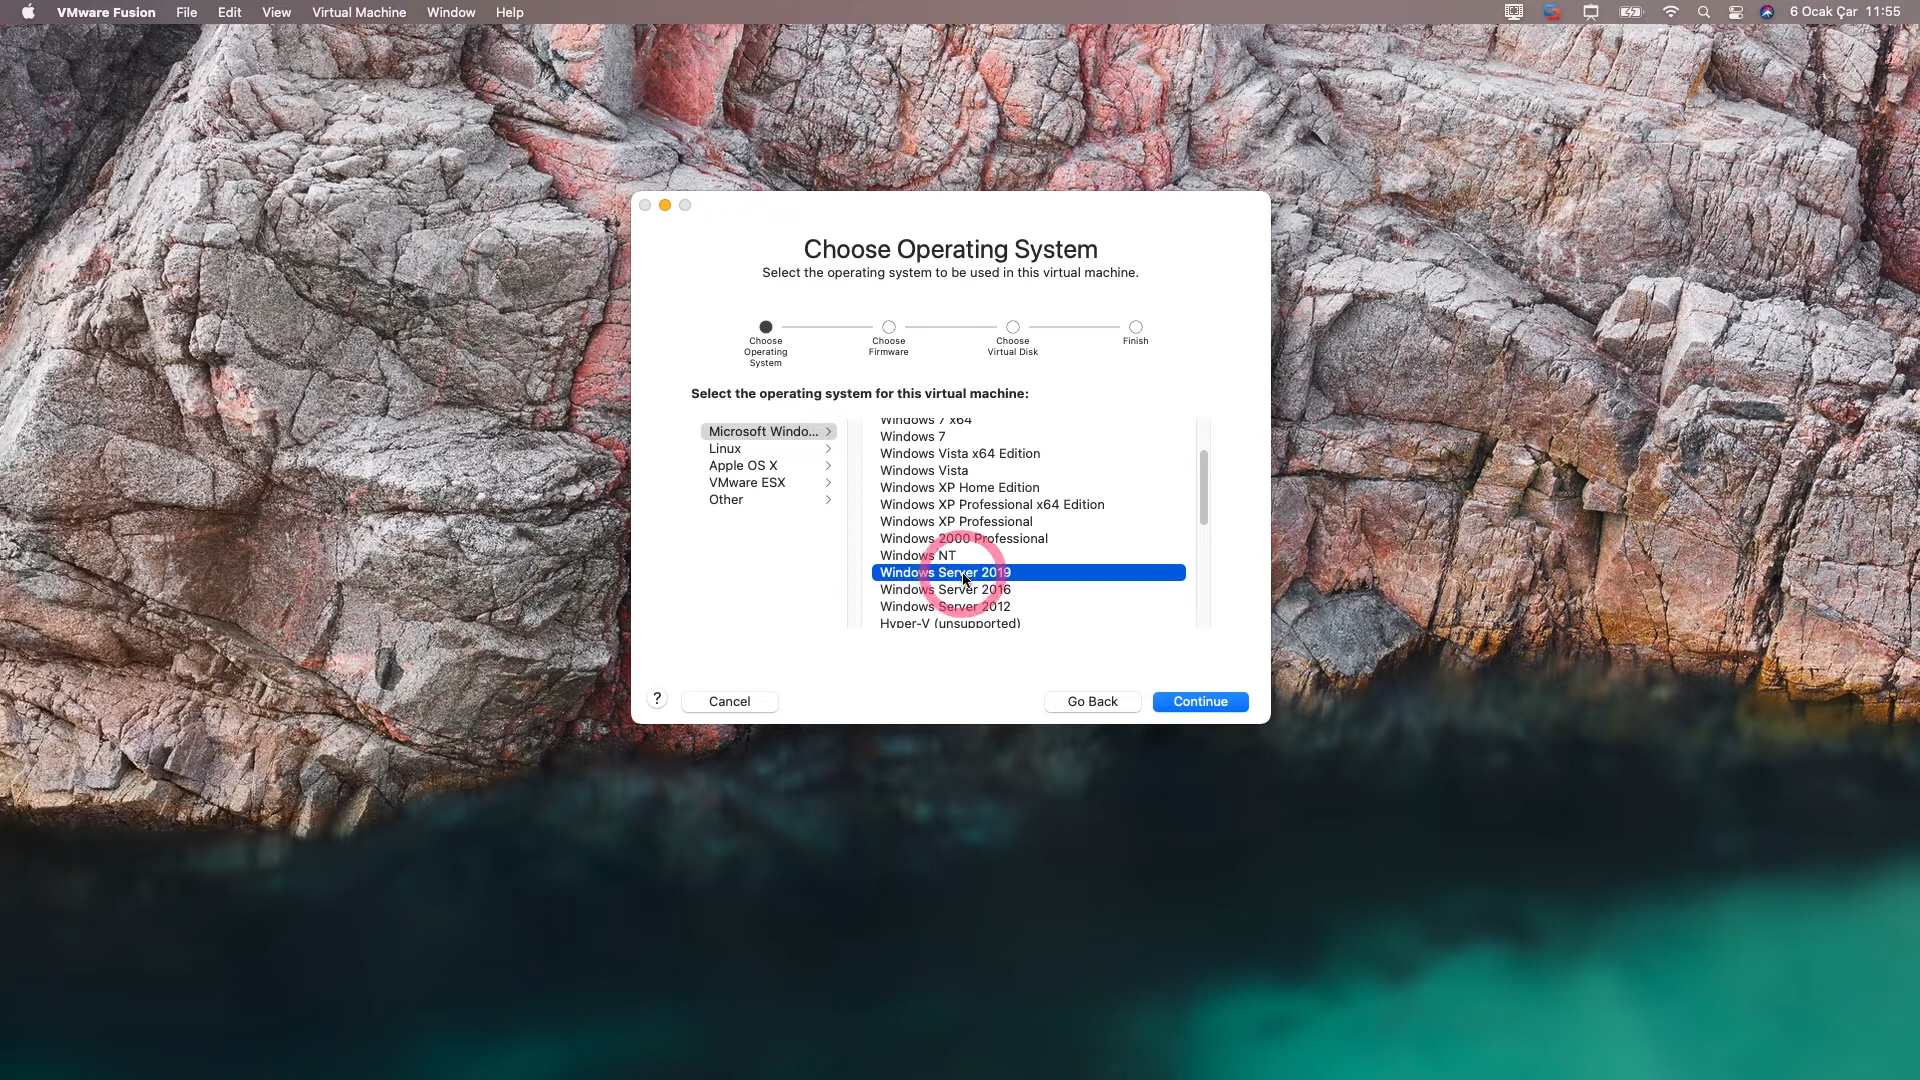 VMware Fusion File Edit View Virtual Machine Window Help 6 Ocak Çar 11:55
Choose Operating System
Select the operating system to be used in this virtual machine.
Choose Operating System
Choose Firmware
Choose Virtual Disk
Finish
Select the operating system for this virtual machine:
Microsoft Windo...
Linux
Apple OS X
VMware ESX
Other
Windows 7 x64
Windows 7
Windows Vista x64 Edition
Windows Vista
Windows XP Home Edition
Windows XP Professional x64 Edition
Windows XP Professional
Windows 2000 Professional
Windows NT
Windows Server 2019
Windows Server 2016
Windows Server 2012
Hyper-V (unsupported)
? Cancel Go Back Continue